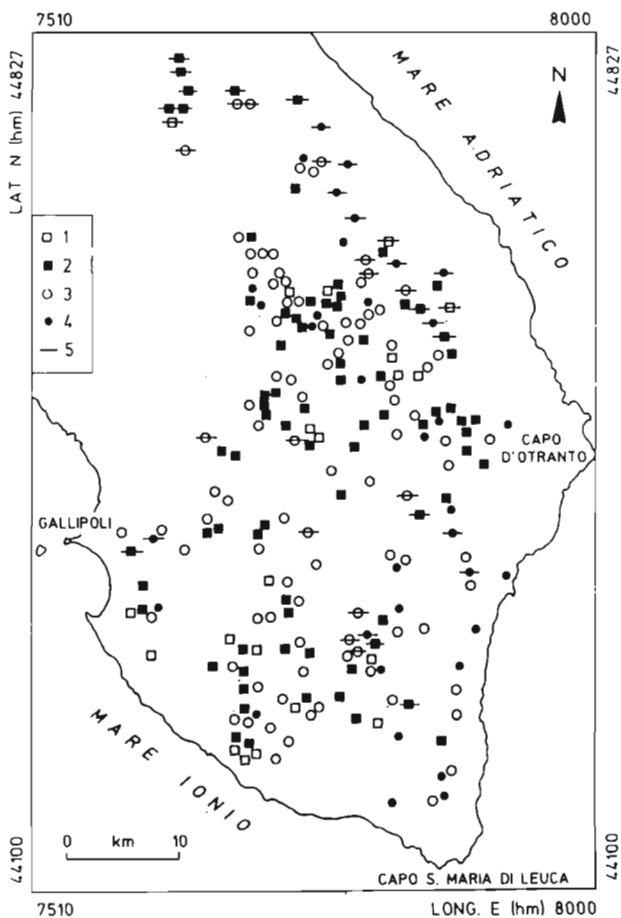 7510 8000
LAT N (hm) 44827
44827
N
MARE ADRIATICO
1
2
3
4
5
CAPO
D'OTRANTO
GALLIPOLI
MARE IONIO
0 km 10
44100
44100
CAPO S. MARIA DI LEUCA
7510 LONG. E (hm) 8000